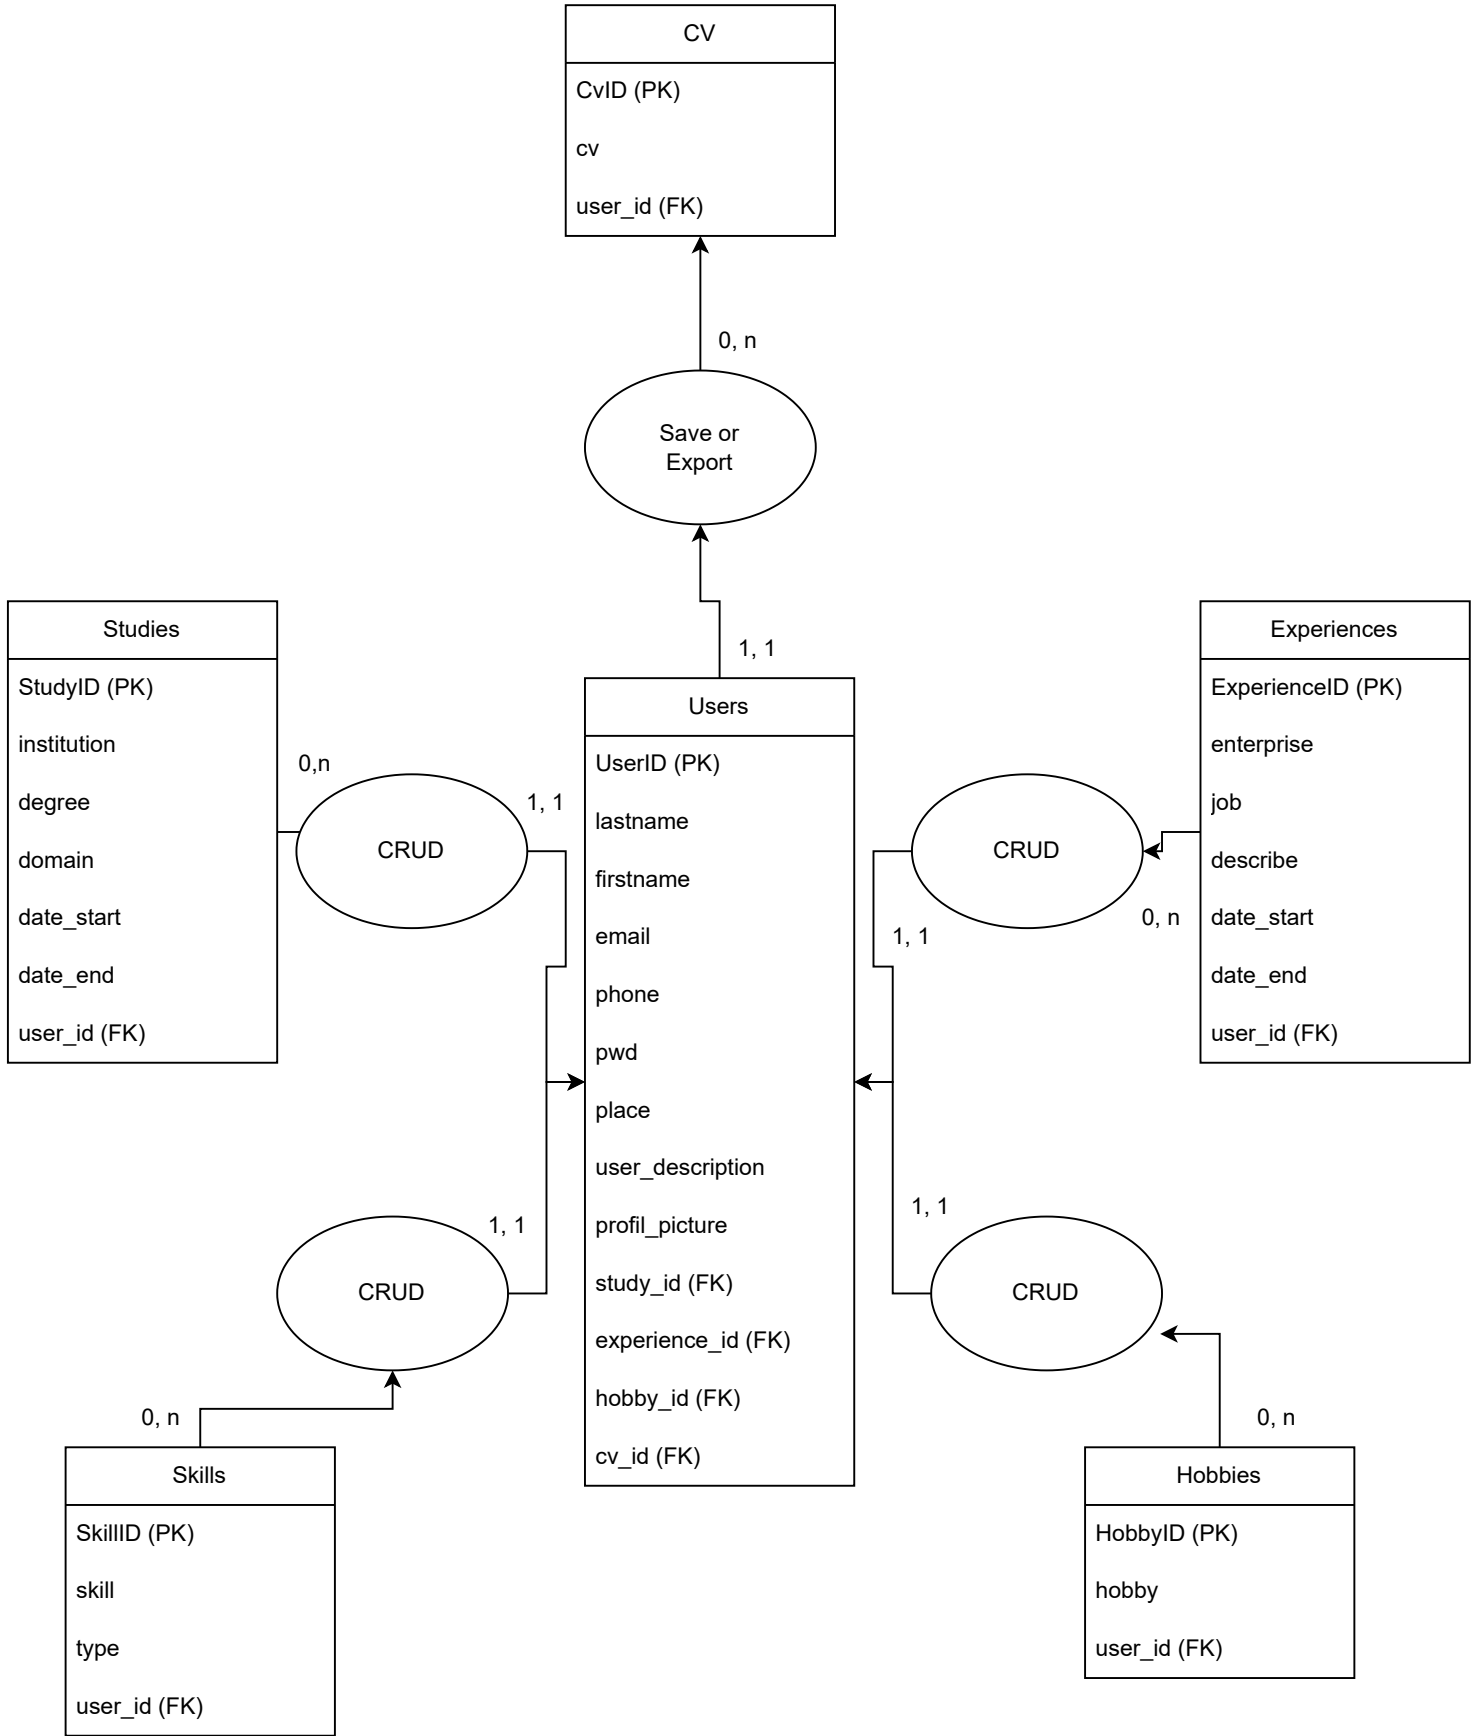 CV
CvID (PK)
cv
user_id (FK)
0, n
Save or
Export
1, 1
Studies
StudyID (PK)
institution
degree
domain
date_start
date_end
user_id (FK)
0,n
CRUD
1, 1
Users
UserID (PK)
lastname
firstname
email
phone
pwd
place
user_description
profil_picture
study_id (FK)
experience_id (FK)
hobby_id (FK)
cv_id (FK)
CRUD
1, 1
0, n
Experiences
ExperienceID (PK)
enterprise
job
describe
date_start
date_end
user_id (FK)
CRUD
1, 1
0, n
Skills
SkillID (PK)
skill
type
user_id (FK)
CRUD
1, 1
0, n
Hobbies
HobbyID (PK)
hobby
user_id (FK)